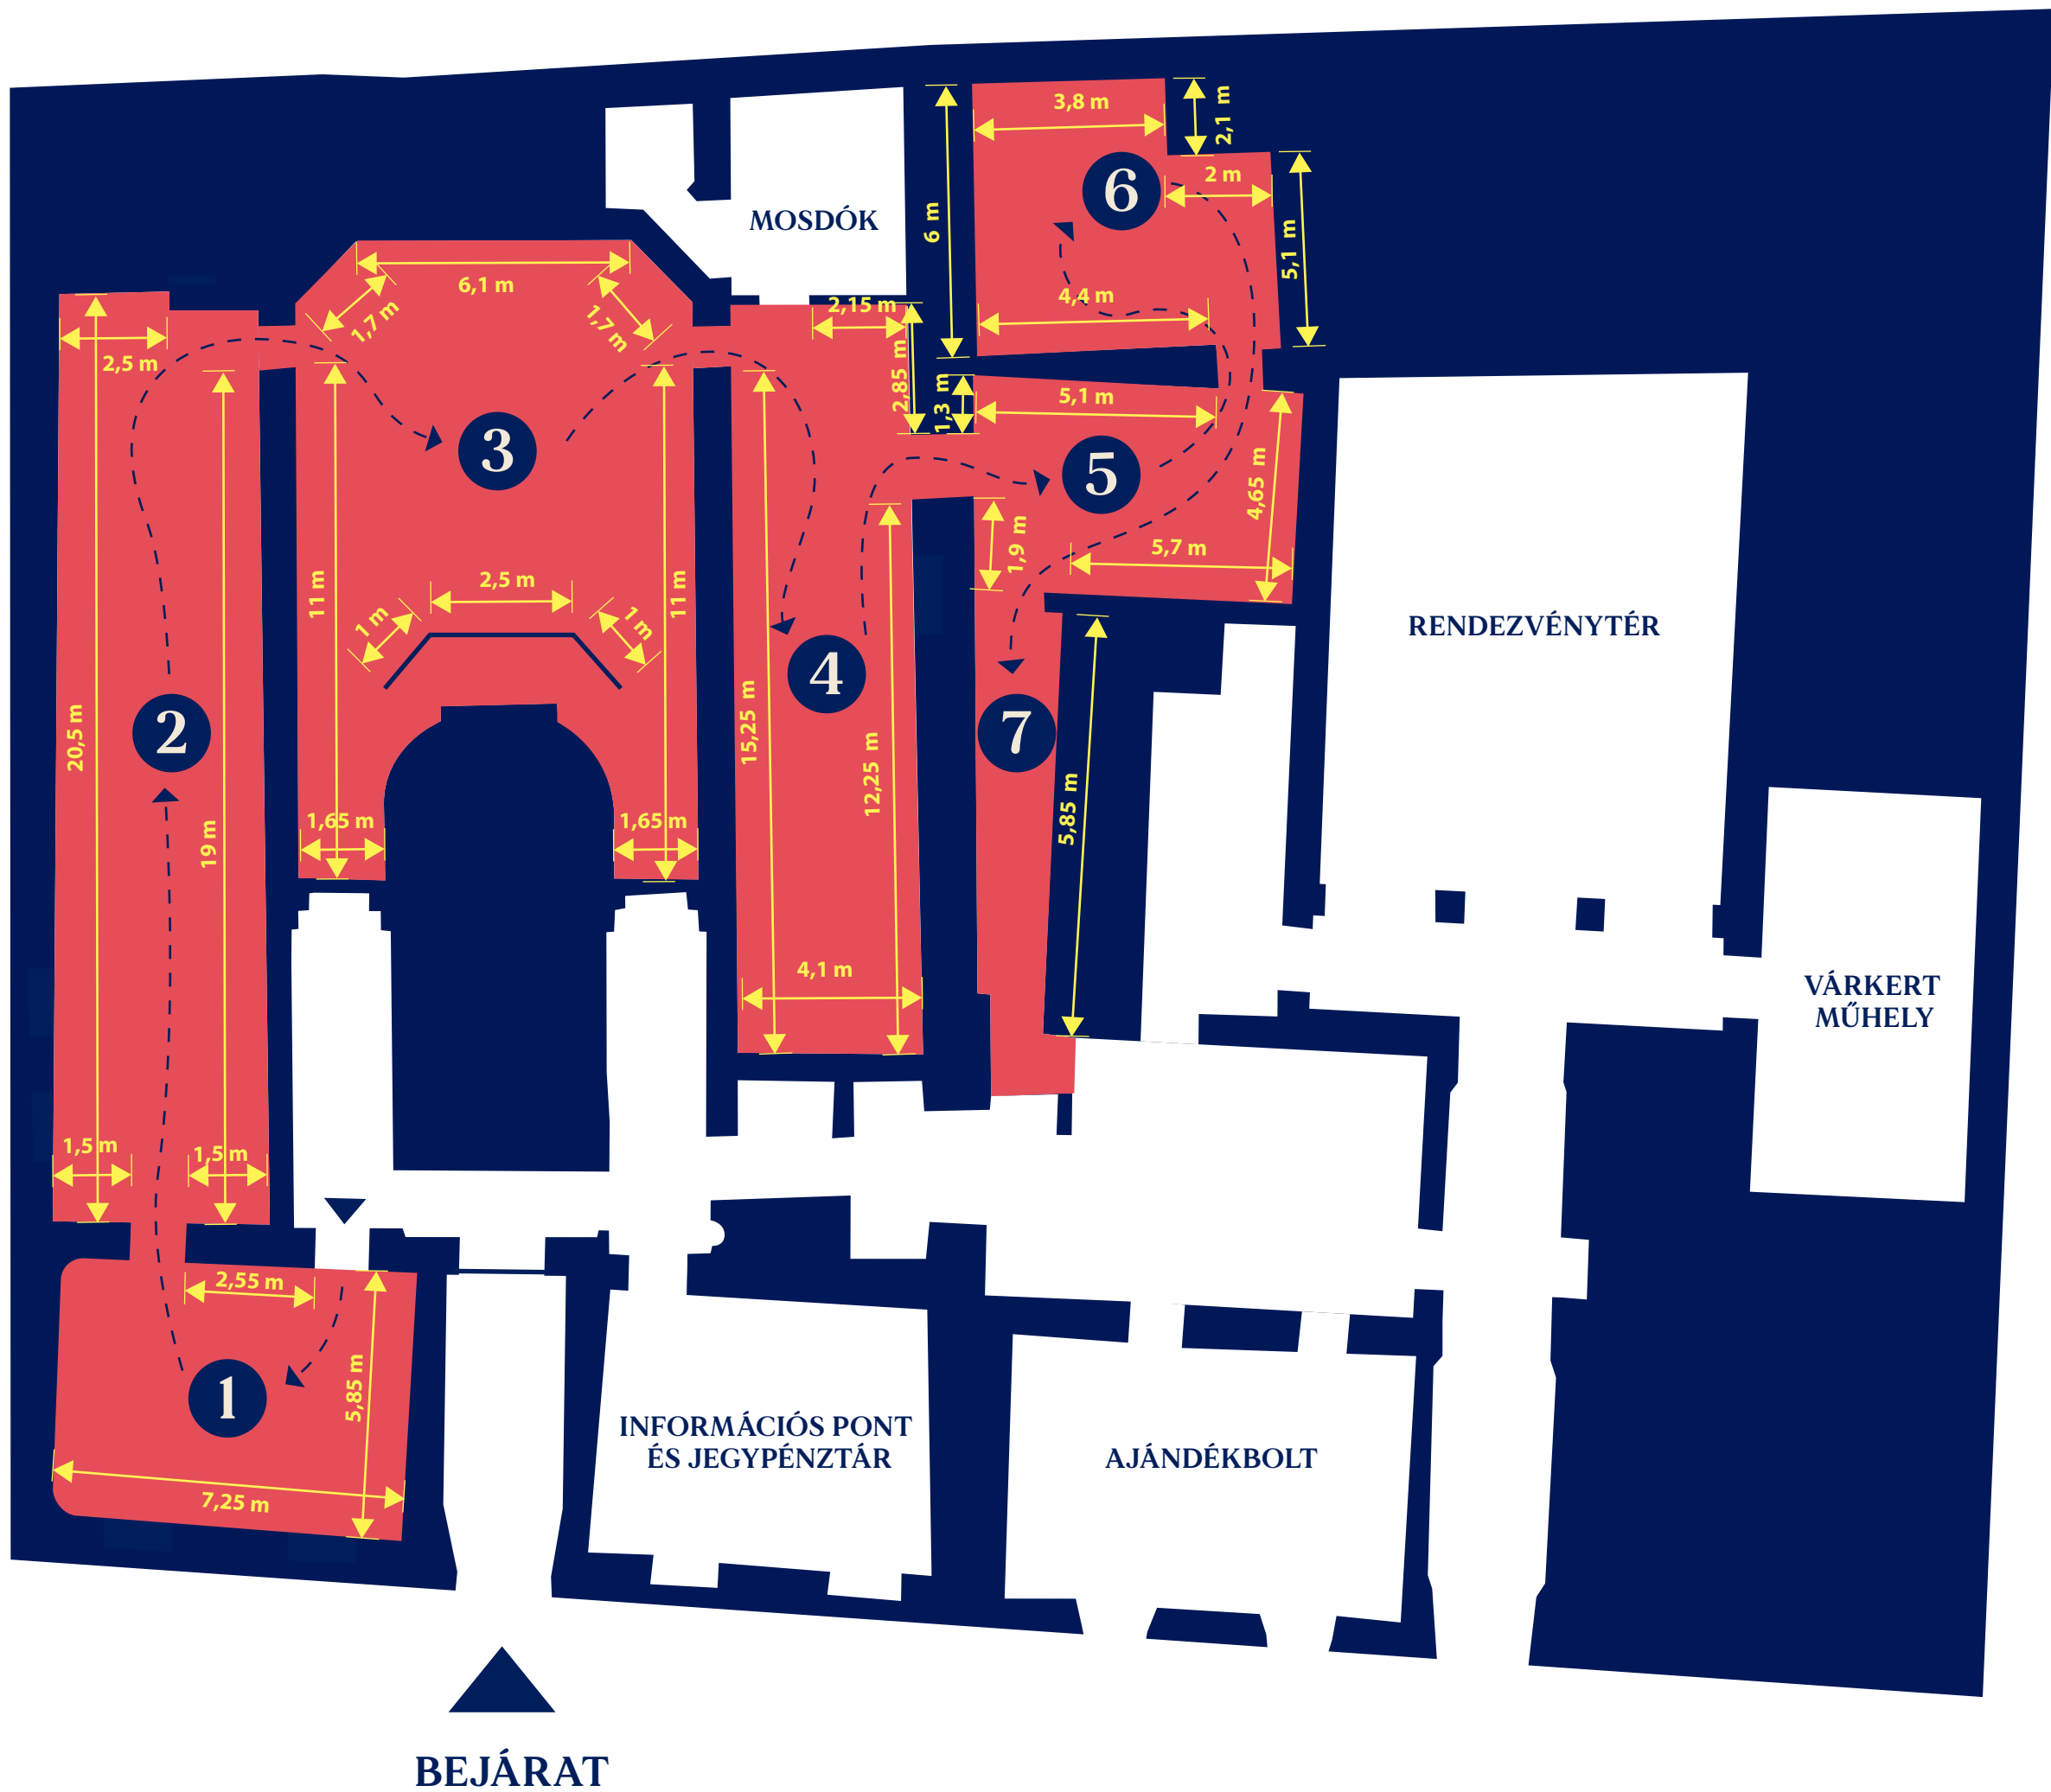 3,8 m
2,1 m
6
2 m
6 m
5,1 m
4,4 m
MOSDÓK
6,1 m
1,7 m
1,7 m
2,15 m
2,85 m
1,3 m
5,1 m
2,5 m
3
5
4,65 m
1,9 m
5,7 m
11 m
2,5 m
11 m
1 m
1 m
RENDEZVÉNYTÉR
4
2
7
20,5 m
15,25 m
12,25 m
5,85 m
19 m
1,65 m
1,65 m
4,1 m
VÁRKERT
MŰHELY
1,5 m
1,5 m
2,55 m
5,85 m
1
7,25 m
INFORMÁCIÓS PONT
ÉS JEGYPÉNZTÁR
AJÁNDÉKBOLT
BEJÁRAT